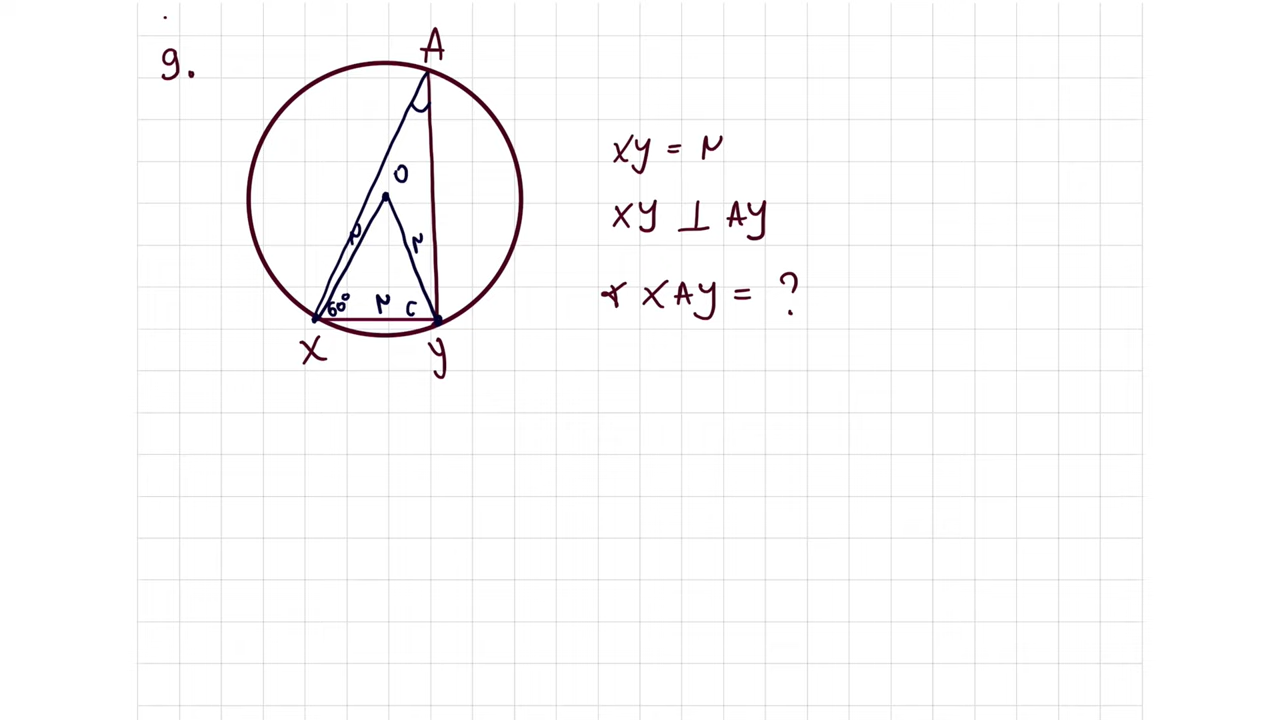 9.
A
O
r
r
60°
r
C
X
Y
XY = r
XY ⊥ AY
∢ XAY = ?